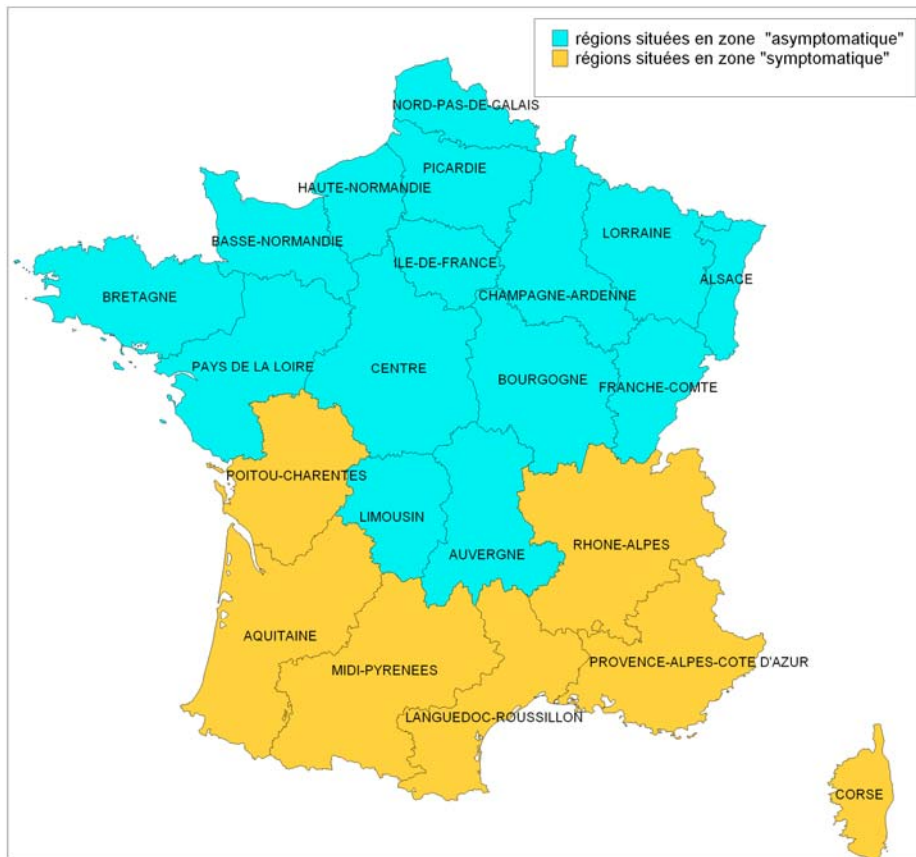 régions situées en zone "asymptomatique"
régions situées en zone "symptomatique"
NORD-PAS-DE-CALAIS
PICARDIE
HAUTE-NORMANDIE
BASSE-NORMANDIE
LORRAINE
ILE-DE-FRANCE
ALSACE
BRETAGNE
CHAMPAGNE-ARDENNE
PAYS DE LA LOIRE
CENTRE
BOURGOGNE
FRANCHE-COMTE
POITOU-CHARENTES
LIMOUSIN
RHONE-ALPES
AUVERGNE
AQUITAINE
MIDI-PYRENEES
PROVENCE-ALPES-COTE D'AZUR
LANGUEDOC-ROUSSILLON
CORSE